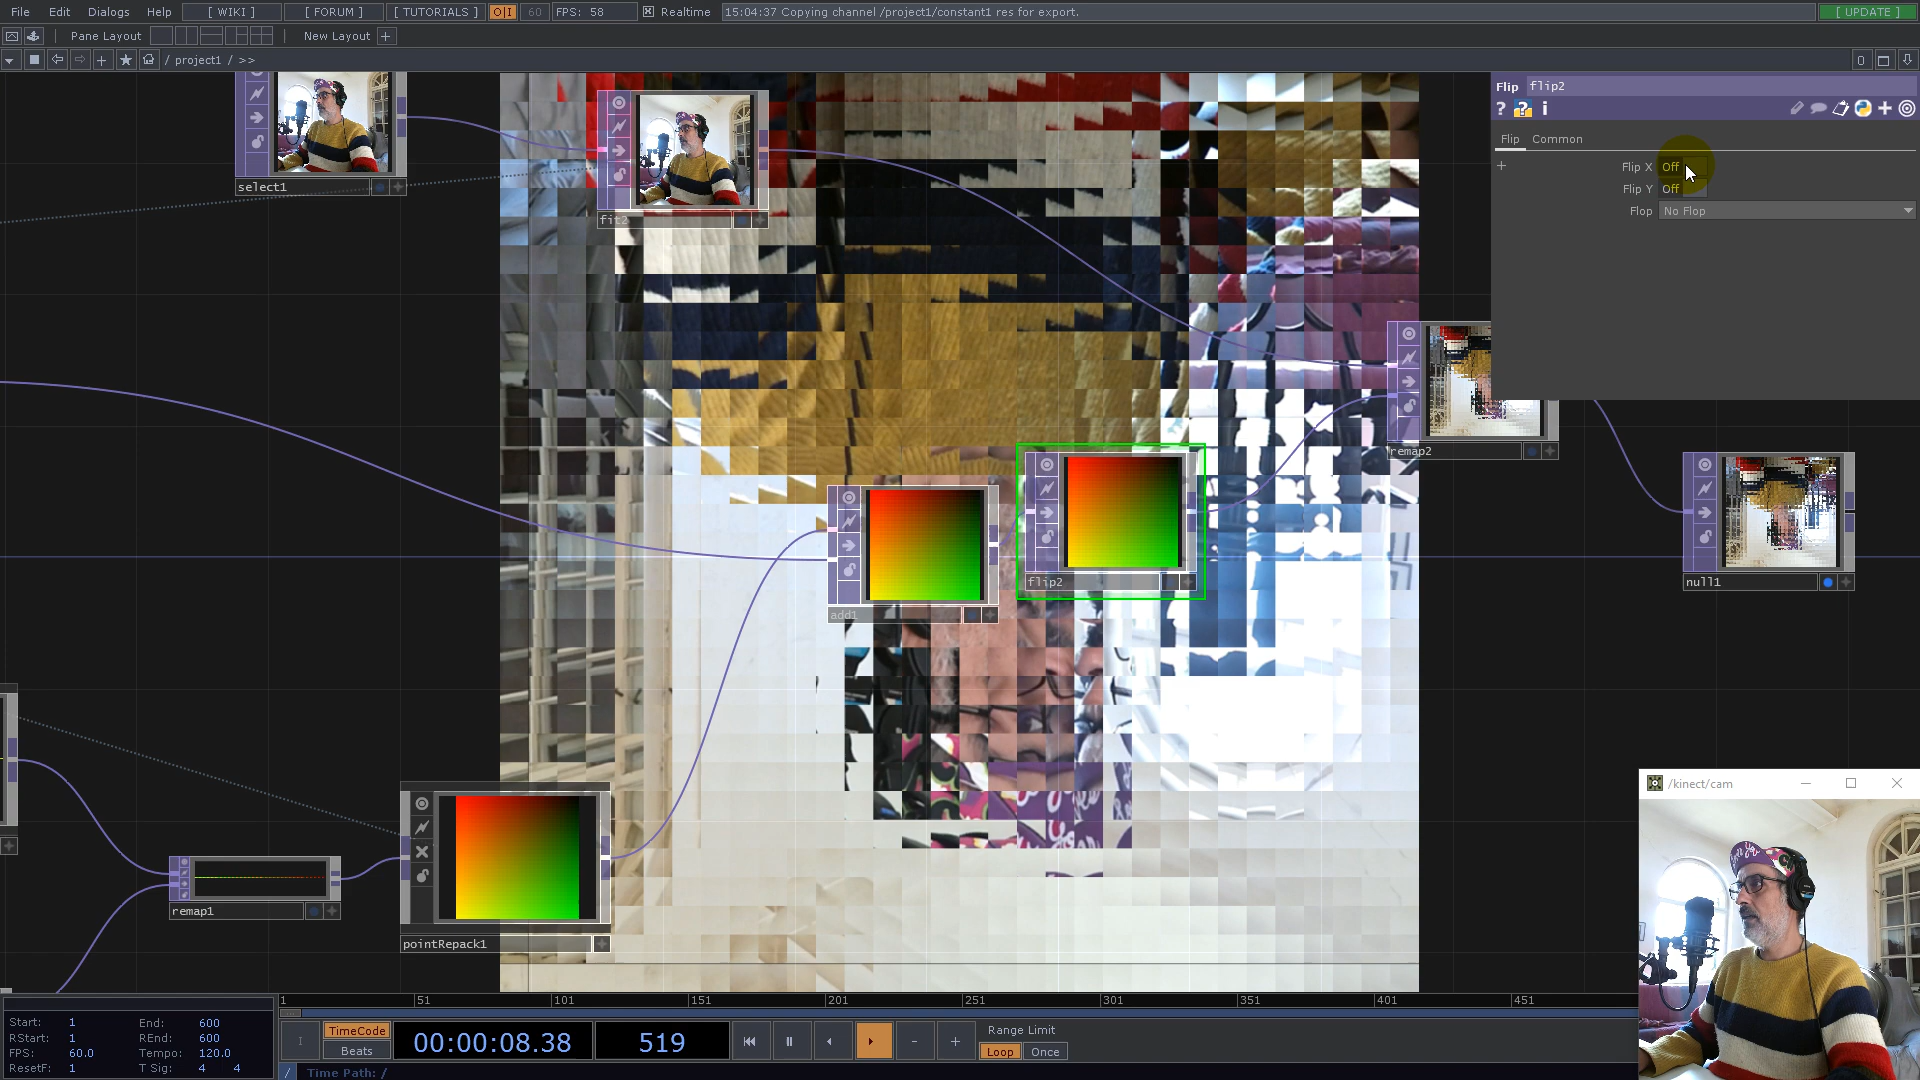 File Edit Dialogs Help [ WIKI ] [ FORUM ] [ TUTORIALS ] O|I 60 FPS: 58 Realtime 15:04:37 Copying channel /project1/constant1 res for export. [ UPDATE ]
Pane Layout New Layout +
/ project1 / >> 0
Flip flip2
? ? i
Flip Common
+ Flip X Off
Flip Y Off
Flop No Flop
select1
fit2
remap2
flip2
null1
add1
/kinect/cam
remap1
pointRepack1
1 51 101 151 201 251 301 351 401 451
Start: 1 End: 600
RStart: 1 REnd: 600
FPS: 60.0 Tempo: 120.0
ResetF: 1 T Sig: 4 4
I TimeCode
Beats
00:00:08.38 519
- +
Range Limit
Loop Once
/ Time Path: /